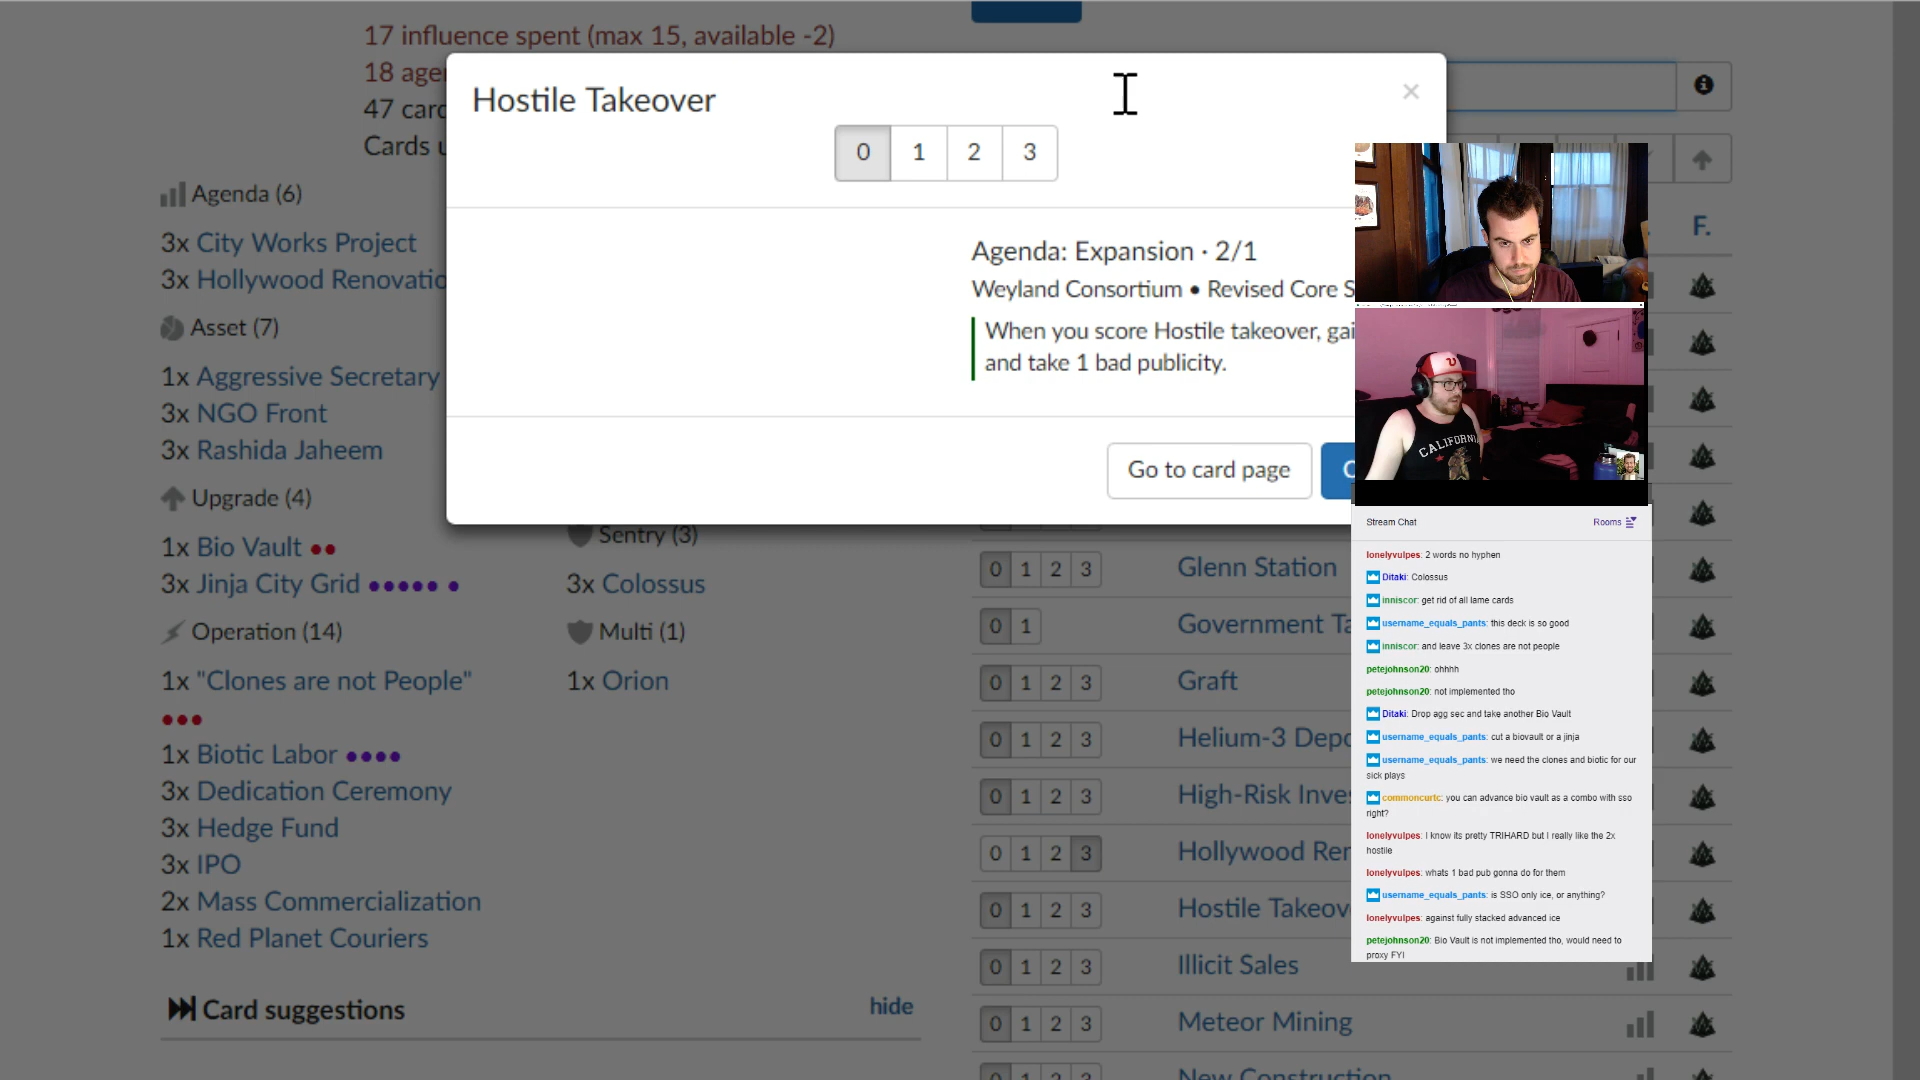 17 influence spent (max 15, available -2)
18 age
47 card
Cards u
Agenda (6)
3x City Works Project
3x Hollywood Renovatio
Asset (7)
1x Aggressive Secretary
3x NGO Front
3x Rashida Jaheem
Upgrade (4)
1x Bio Vault
3x Jinja City Grid
Operation (14)
1x "Clones are not People"
1x Biotic Labor
3x Dedication Ceremony
3x Hedge Fund
3x IPO
2x Mass Commercialization
1x Red Planet Couriers
Sentry (3)
3x Colossus
Multi (1)
1x Orion
Card suggestions
hide
Hostile Takeover
×
0 1 2 3
Agenda: Expansion · 2/1
Weyland Consortium • Revised Core S
When you score Hostile takeover, gai
and take 1 bad publicity.
Go to card page
F.
0 1 2 3 Glenn Station
0 1 Government Ta
0 1 2 3 Graft
0 1 2 3 Helium-3 Depo
0 1 2 3 High-Risk Inves
0 1 2 3 Hollywood Ren
0 1 2 3 Hostile Takeov
0 1 2 3 Illicit Sales
0 1 2 3 Meteor Mining
0 1 2 3 New Construction
CALIFORNIA
Stream Chat
Rooms
lonelyvulpes: 2 words no hyphen
Ditaki: Colossus
inniscor: get rid of all lame cards
username_equals_pants: this deck is so good
inniscor: and leave 3x clones are not people
petejohnson20: ohhhh
petejohnson20: not implemented tho
Ditaki: Drop agg sec and take another Bio Vault
username_equals_pants: cut a biovault or a jinja
username_equals_pants: we need the clones and biotic for our
sick plays
commoncurtc: you can advance bio vault as a combo with sso
right?
lonelyvulpes: I know its pretty TRIHARD but I really like the 2x
hostile
lonelyvulpes: whats 1 bad pub gonna do for them
username_equals_pants: is SSO only ice, or anything?
lonelyvulpes: against fully stacked advanced ice
petejohnson20: Bio Vault is not implemented tho, would need to
proxy FYI